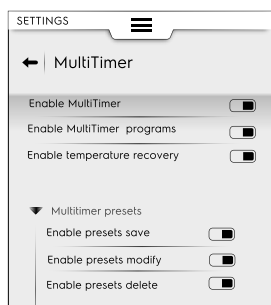 SETTINGS
MultiTimer
Enable MultiTimer
Enable MultiTimer programs
Enable temperature recovery
Multitimer presets
Enable presets save
Enable presets modify
Enable presets delete